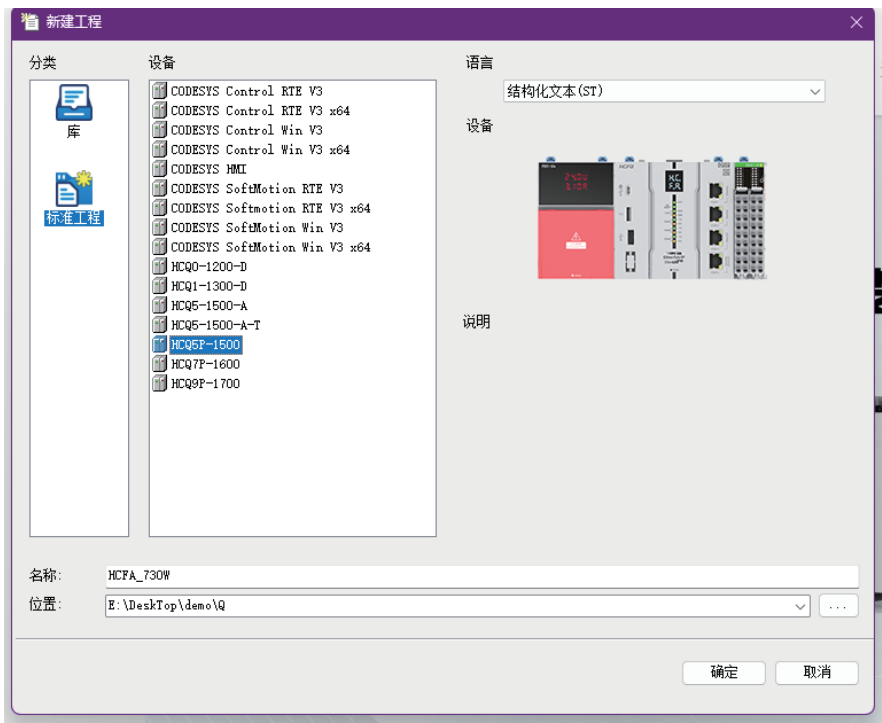 新建工程
分类
设备
语言
库
标准工程
CODESYS Control RTE V3
CODESYS Control RTE V3 x64
CODESYS Control Win V3
CODESYS Control Win V3 x64
CODESYS HMI
CODESYS SoftMotion RTE V3
CODESYS Softmotion RTE V3 x64
CODESYS SoftMotion Win V3
CODESYS SoftMotion Win V3 x64
HCQ0-1200-D
HCQ1-1300-D
HCQ5-1500-A
HCQ5-1500-A-T
HCQ5P-1500
HCQ7P-1600
HCQ9P-1700
结构化文本(ST)
设备
说明
名称:
HCFA_730W
位置:
E:\DeskTop\demo\Q
...
确定
取消